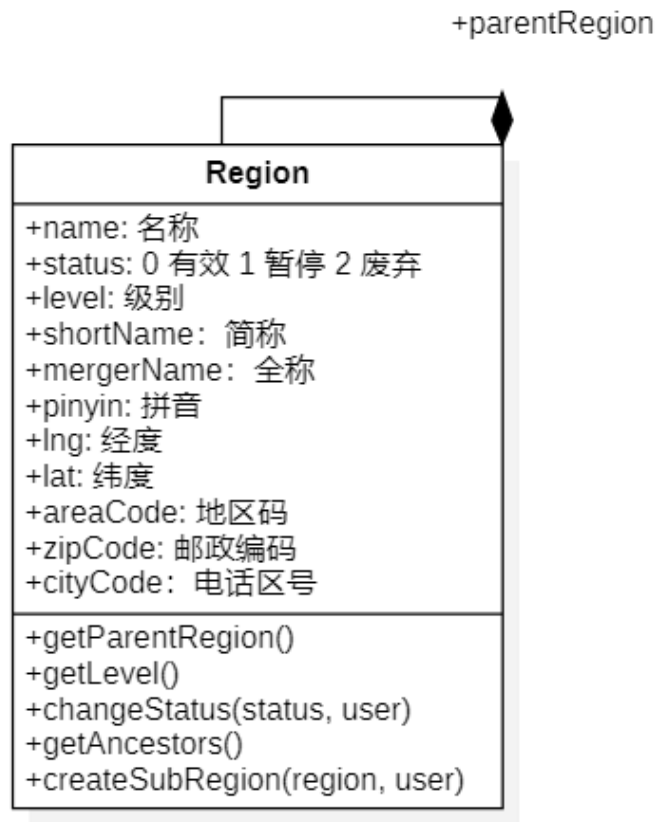 +parentRegion
Region
+name: 名称
+status: 0 有效 1 暂停 2 废弃
+level: 级别
+shortName：简称
+mergerName：全称
+pinyin: 拼音
+lng: 经度
+lat: 纬度
+areaCode: 地区码
+zipCode: 邮政编码
+cityCode：电话区号
+getParentRegion()
+getLevel()
+changeStatus(status, user)
+getAncestors()
+createSubRegion(region, user)